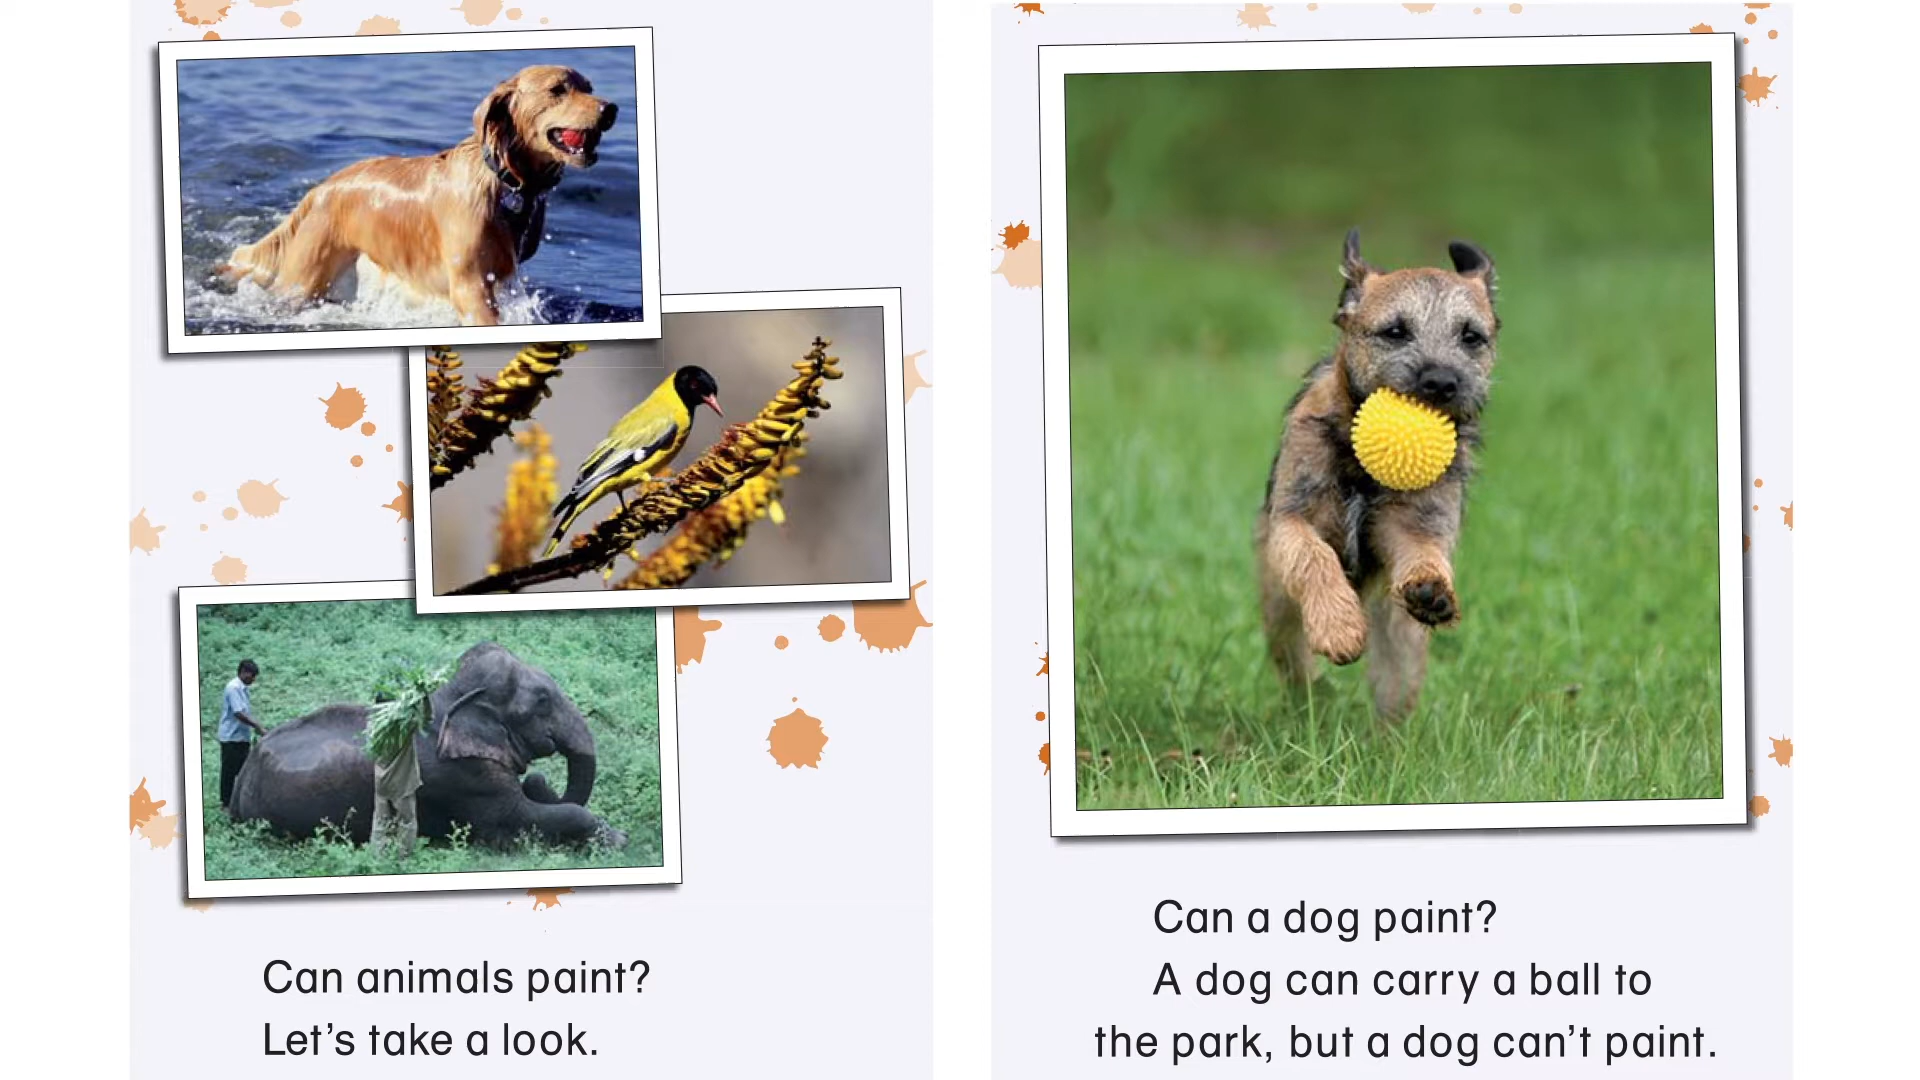 Can animals paint?
Let's take a look.
Can a dog paint?
A dog can carry a ball to
the park, but a dog can't paint.